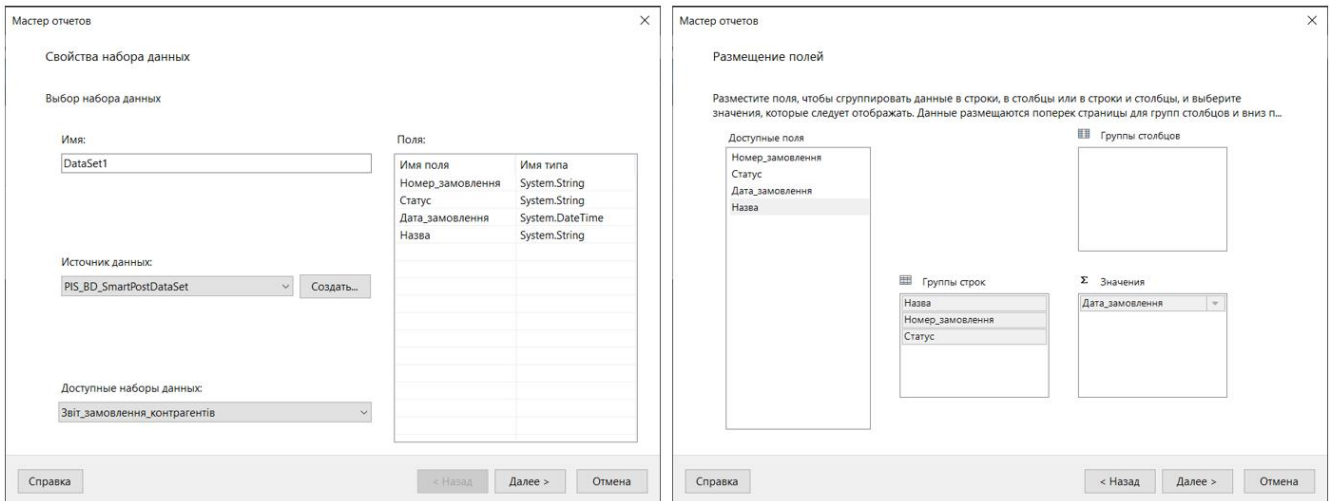 Мастер отчетов
Свойства набора данных
Выбор набора данных
Имя:
DataSet1
Источник данных:
PIS_BD_SmartPostDataSet
Создать...
Доступные наборы данных:
Звіт_замовлення_контрагентів
Поля:
Имя поля Имя типа
Номер_замовлення System.String
Статус System.String
Дата_замовлення System.DateTime
Назва System.String
Справка
< Назад
Далее >
Отмена
Мастер отчетов
Размещение полей
Разместите поля, чтобы сгруппировать данные в строки, в столбцы или в строки и столбцы, и выберите
значения, которые следует отображать. Данные размещаются поперек страницы для групп столбцов и вниз п...
Доступные поля
Номер_замовлення
Статус
Дата_замовлення
Назва
Группы столбцов
Группы строк
Назва
Номер_замовлення
Статус
Σ Значения
Дата_замовлення
Справка
< Назад
Далее >
Отмена